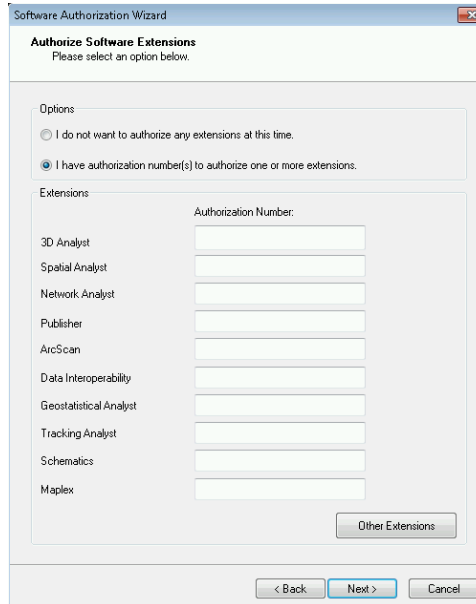 Software Authorization Wizard
Authorize Software Extensions
Please select an option below.
Options
I do not want to authorize any extensions at this time.
I have authorization number(s) to authorize one or more extensions.
Extensions
Authorization Number:
3D Analyst
Spatial Analyst
Network Analyst
Publisher
ArcScan
Data Interoperability
Geostatistical Analyst
Tracking Analyst
Schematics
Maplex
Other Extensions
< Back Next > Cancel